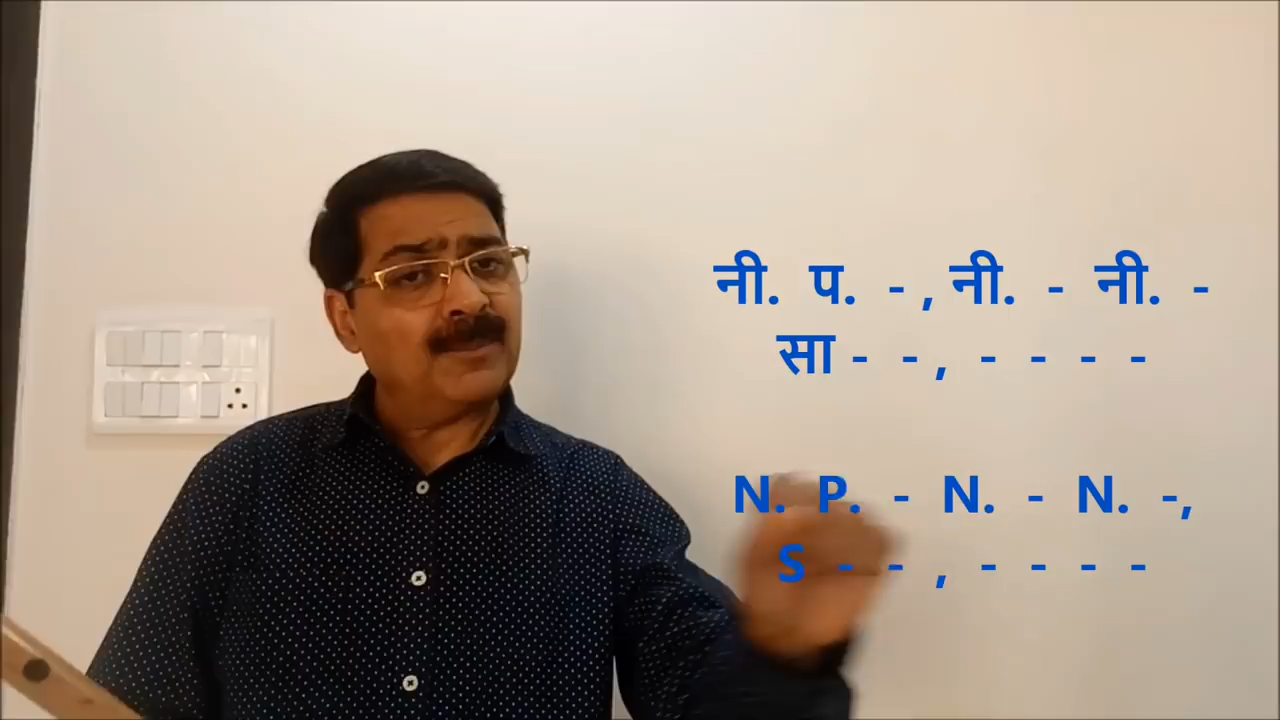 नी. प. - , नी. - नी. -
सा - - , - - - -
N. P. - N. - N. -,
S - - , - - - -